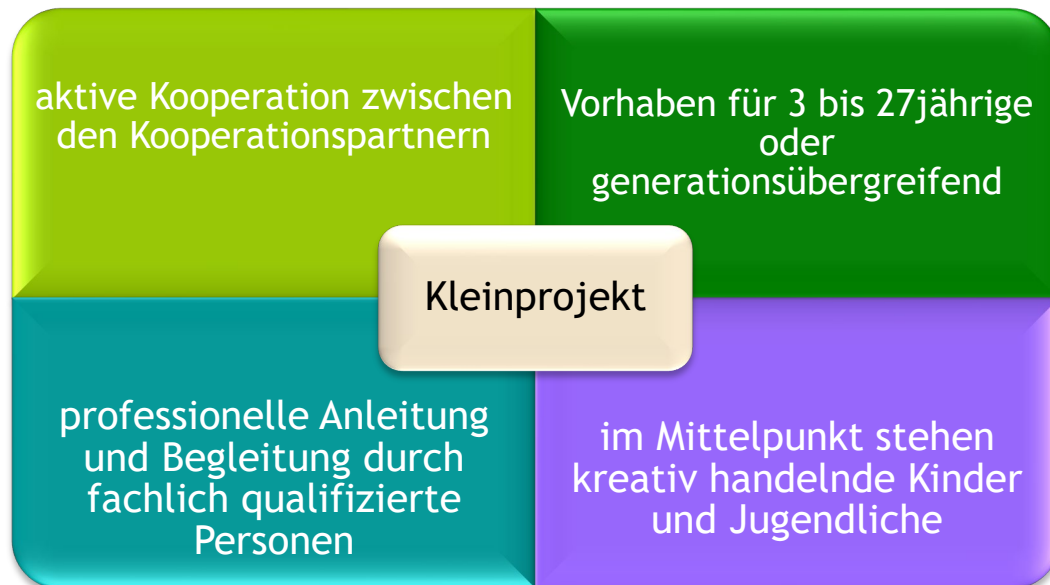 aktive Kooperation zwischen
den Kooperationspartnern
Vorhaben für 3 bis 27jährige
oder
generationsübergreifend
Kleinprojekt
professionelle Anleitung
und Begleitung durch
fachlich qualifizierte
Personen
im Mittelpunkt stehen
kreativ handelnde Kinder
und Jugendliche